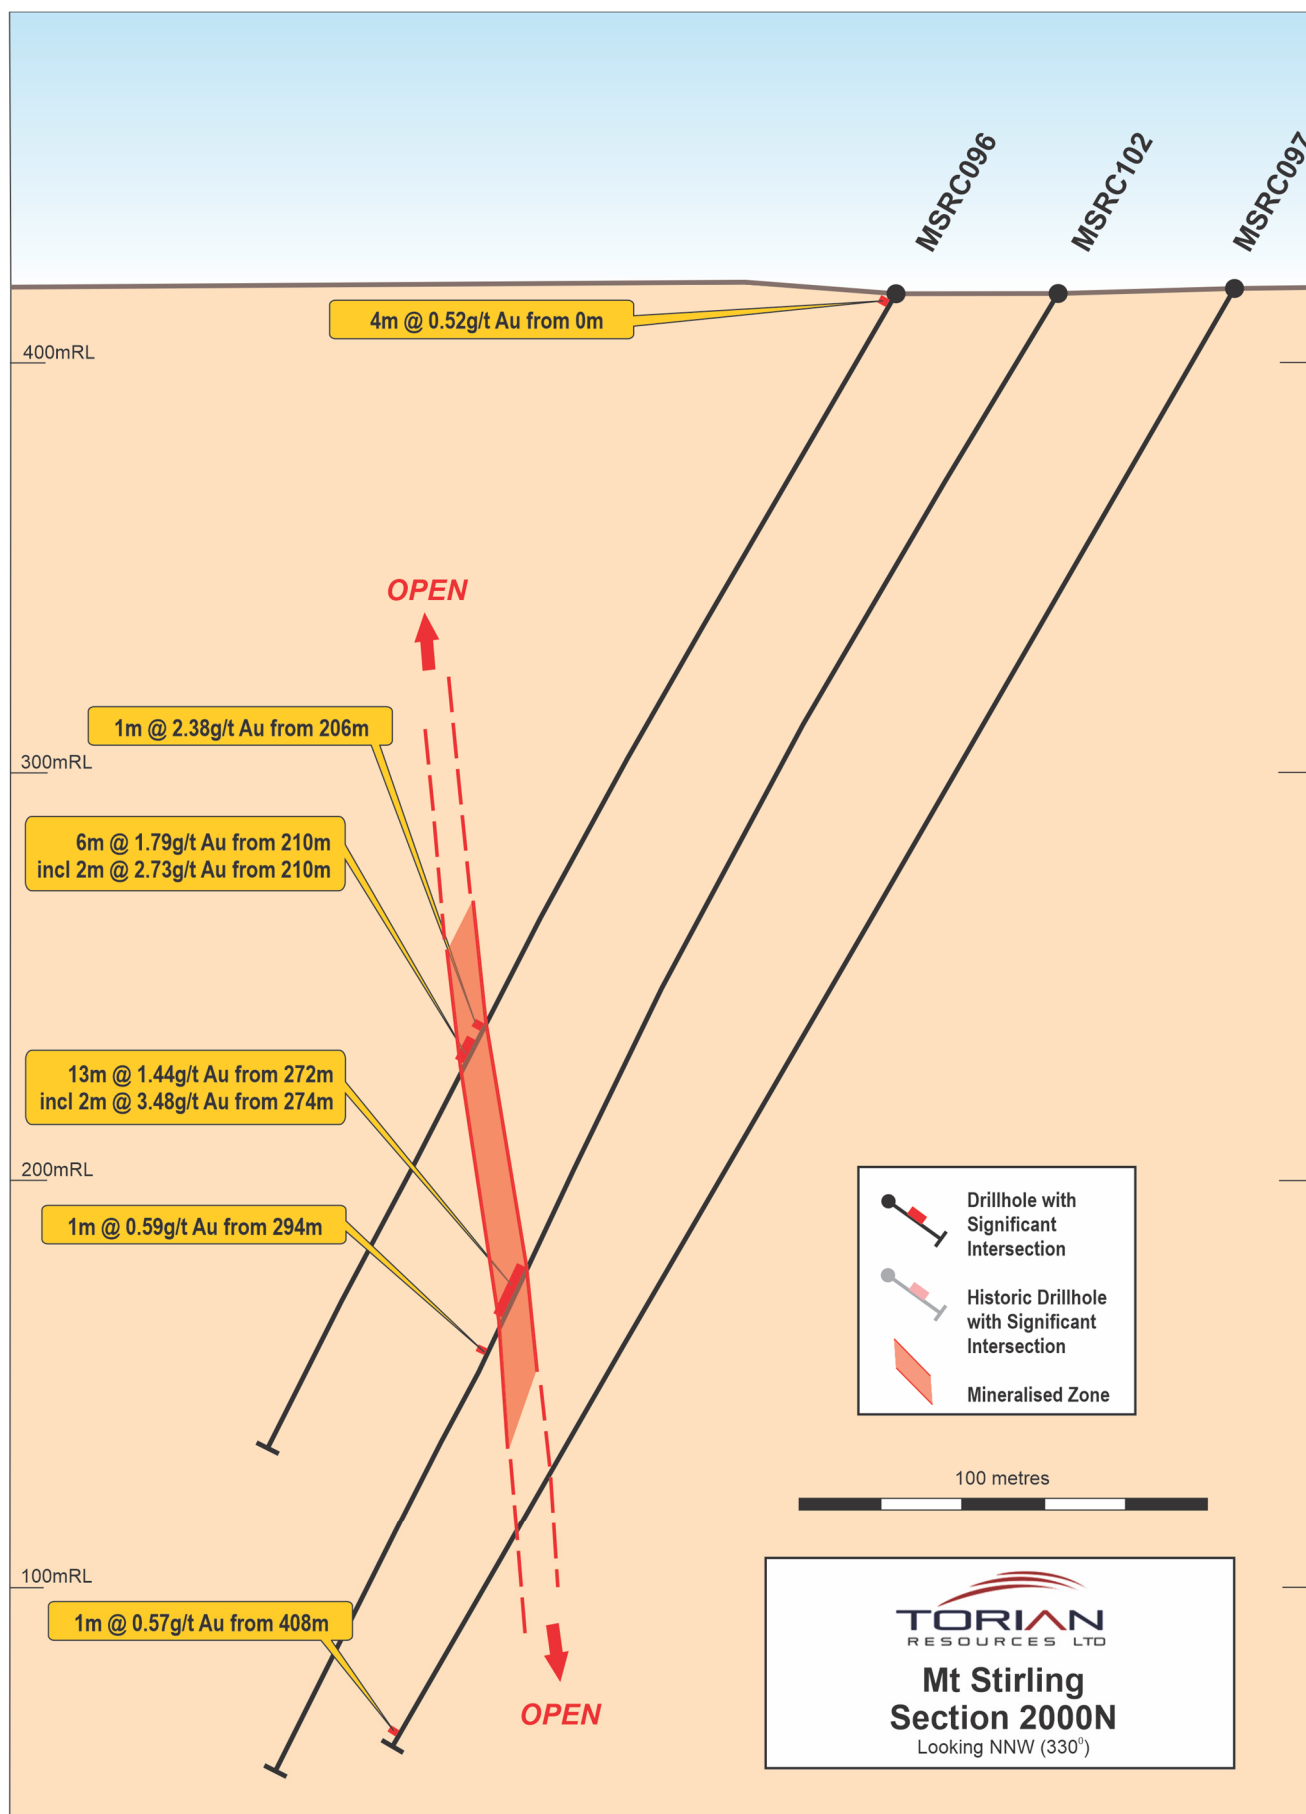 MSRC096
MSRC102
MSRC097
4m @ 0.52g/t Au from 0m
400mRL
OPEN
1m @ 2.38g/t Au from 206m
300mRL
6m @ 1.79g/t Au from 210m
incl 2m @ 2.73g/t Au from 210m
13m @ 1.44g/t Au from 272m
incl 2m @ 3.48g/t Au from 274m
200mRL
1m @ 0.59g/t Au from 294m
Drillhole with
Significant
Intersection
Historic Drillhole
with Significant
Intersection
Mineralised Zone
100 metres
100mRL
1m @ 0.57g/t Au from 408m
OPEN
TORIAN
RESOURCES LTD
Mt Stirling
Section 2000N
Looking NNW (330⁰)